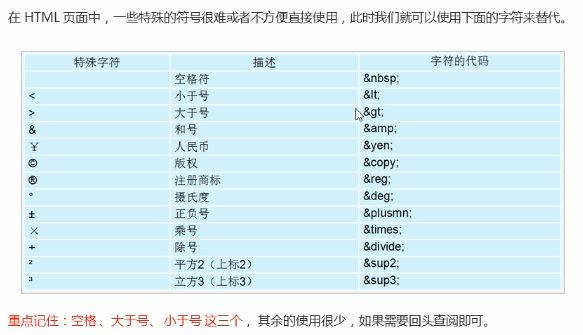 在 HTML 页面中，一些特殊的符号很难或者不方便直接使用，此时我们就可以使用下面的字符来替代。
特殊字符 描述 字符的代码
空格符 &nbsp;
< 小于号 &lt;
> 大于号 &gt;
& 和号 &amp;
￥ 人民币 &yen;
© 版权 &copy;
® 注册商标 &reg;
° 摄氏度 &deg;
± 正负号 &plusmn;
× 乘号 &times;
÷ 除号 &divide;
² 平方2（上标2） &sup2;
³ 立方3（上标3） &sup3;
重点记住：空格 、大于号、 小于号 这三个 ， 其余的使用很少，如果需要回头查阅即可。